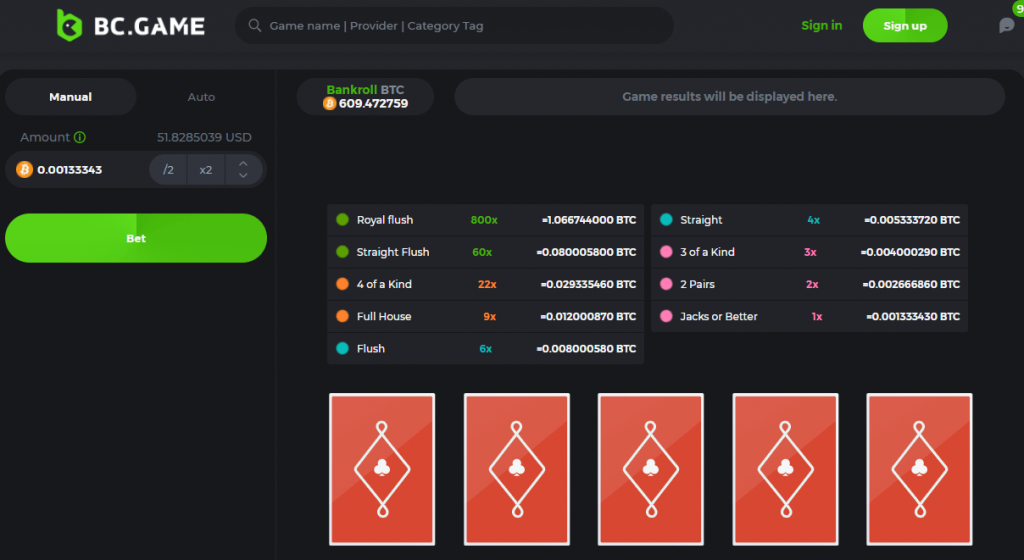 BC.GAME
Game name | Provider | Category Tag
Sign in
Sign up
9
Manual
Auto
Bankroll BTC
609.472759
Game results will be displayed here.
Amount
51.8285039 USD
0.00133343
/2
x2
Bet
Royal flush 800x =1.066744000 BTC
Straight Flush 60x =0.080005800 BTC
4 of a Kind 22x =0.029335460 BTC
Full House 9x =0.012000870 BTC
Flush 6x =0.008000580 BTC
Straight 4x =0.005333720 BTC
3 of a Kind 3x =0.004000290 BTC
2 Pairs 2x =0.002666860 BTC
Jacks or Better 1x =0.001333430 BTC